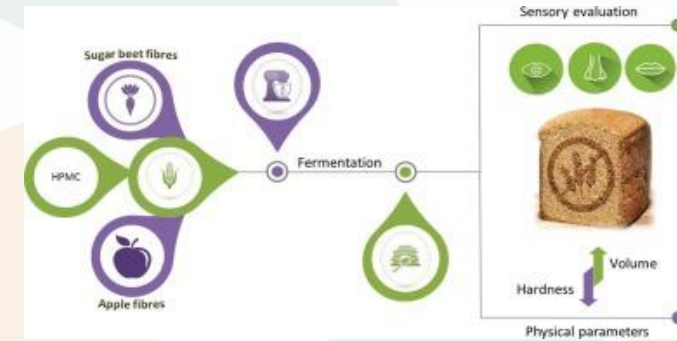 Sensory evaluation
Sugar beet fibres
Fermentation
HPMC
Volume
Hardness
Apple fibres
Physical parameters